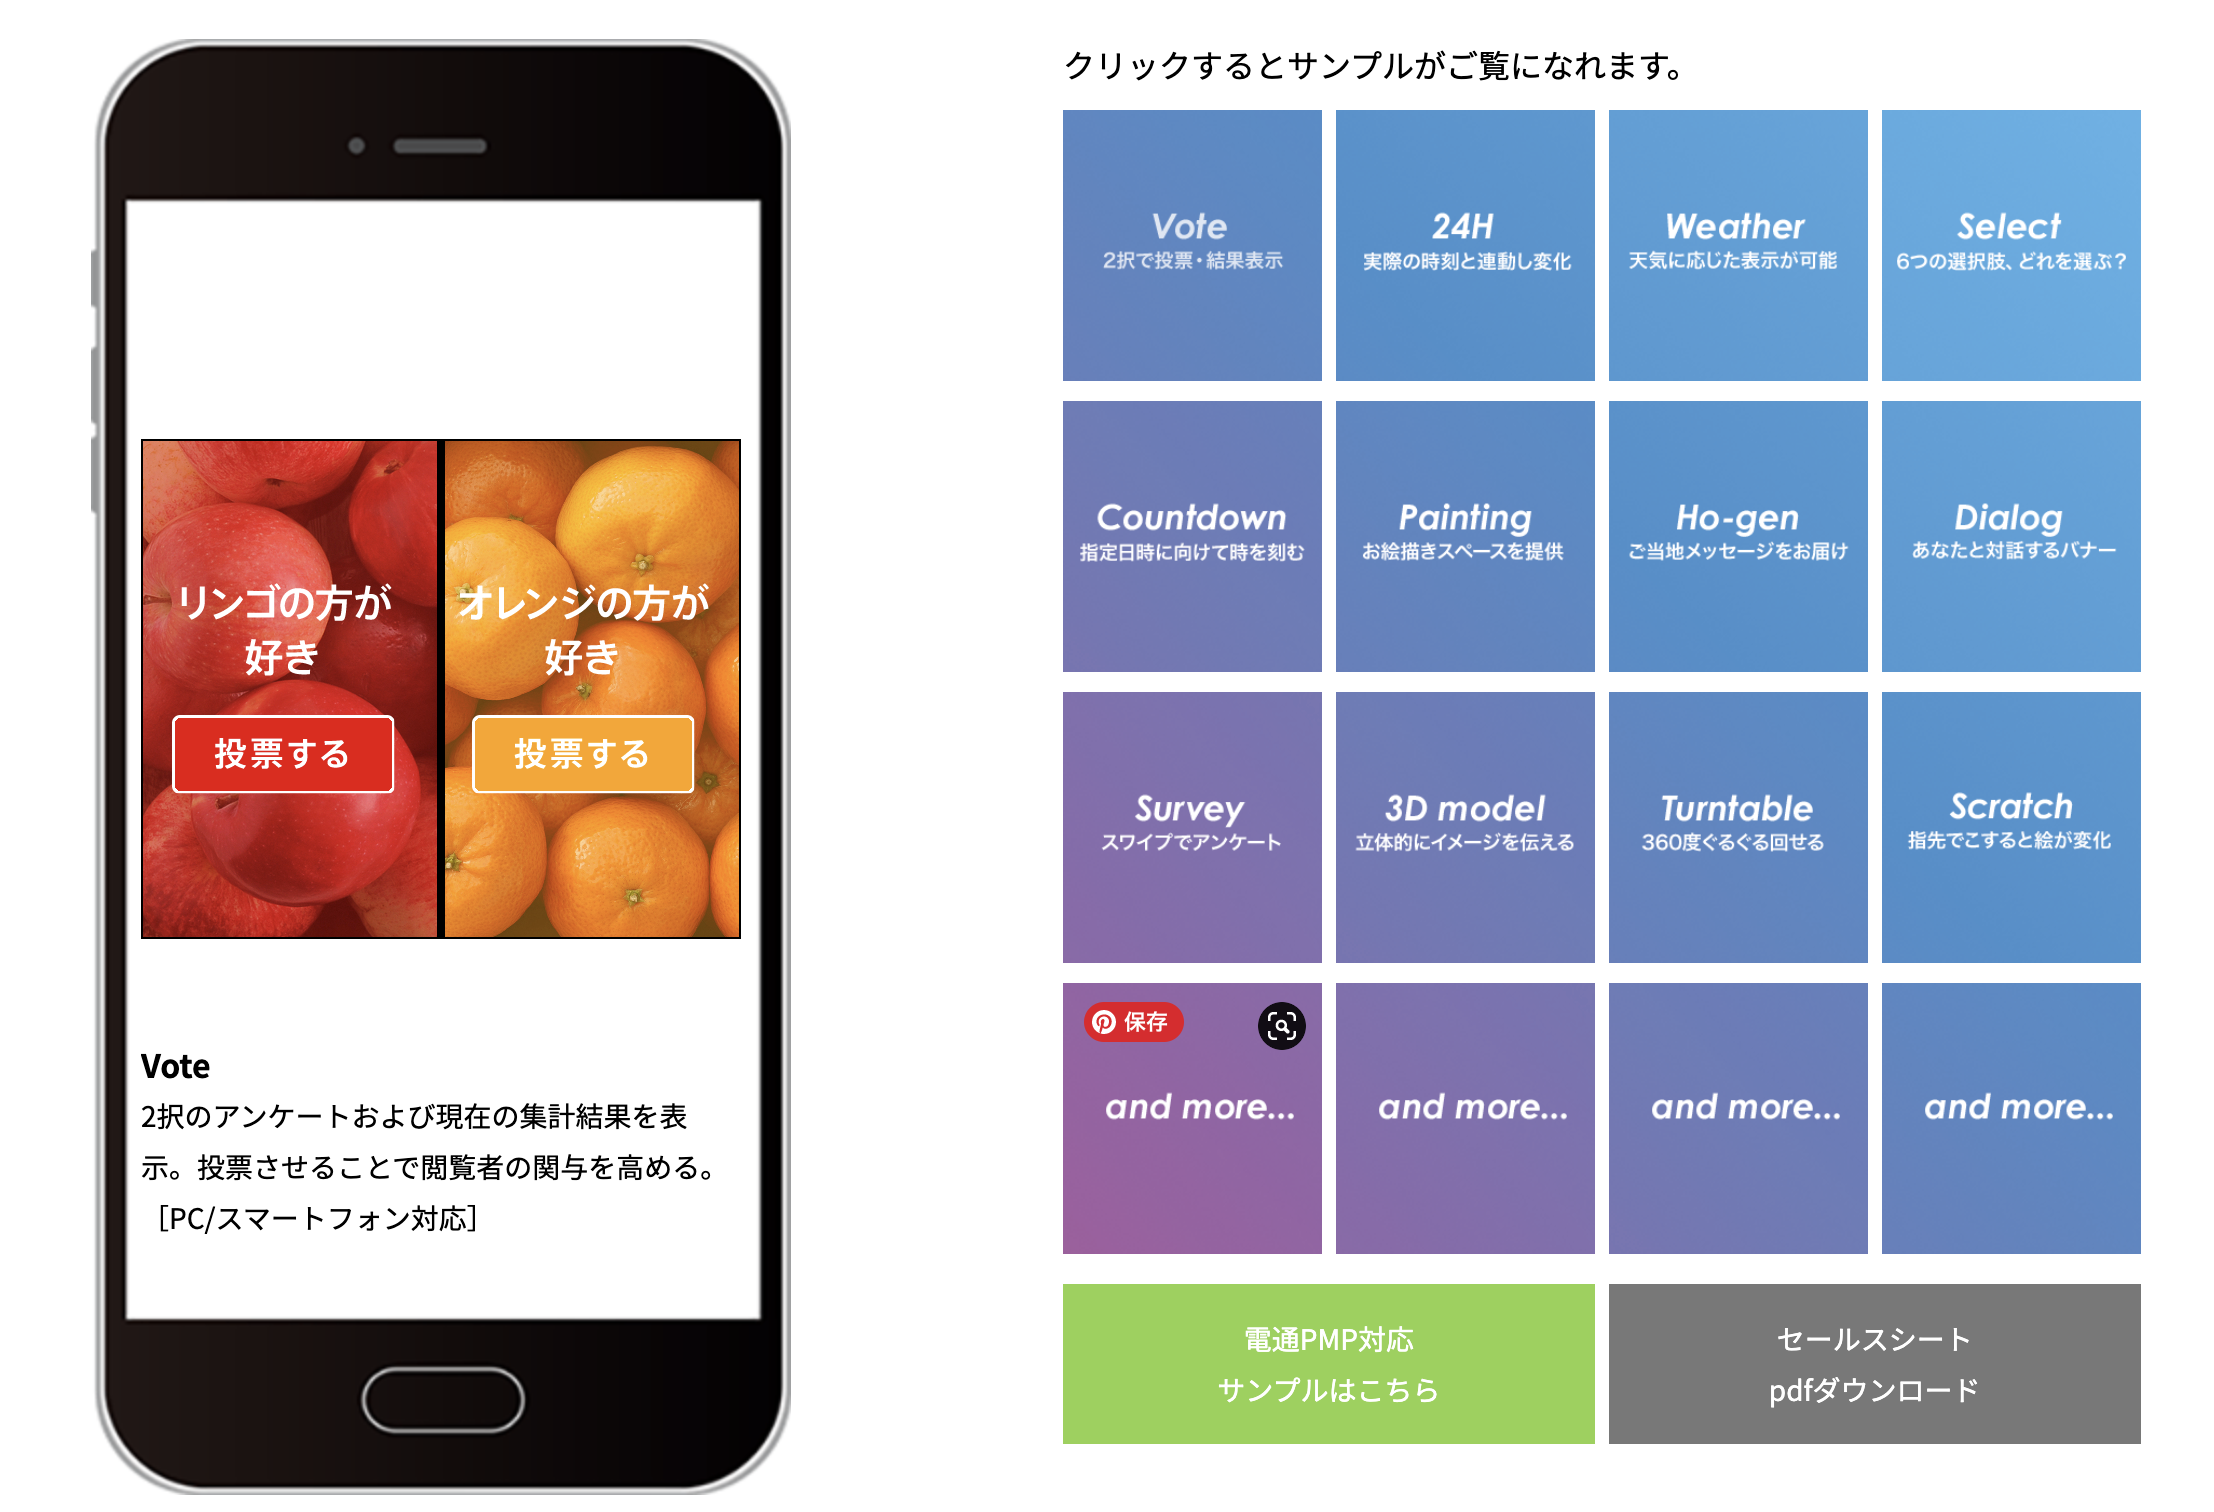 リンゴの方が
好き
投票する
オレンジの方が
好き
投票する
Vote
2択のアンケートおよび現在の集計結果を表
示。投票させることで閲覧者の関与を高める。
［PC/スマートフォン対応］
クリックするとサンプルがご覧になれます。
Vote
2択で投票・結果表示
24H
実際の時刻と連動し変化
Weather
天気に応じた表示が可能
Select
6つの選択肢、どれを選ぶ？
Countdown
指定日時に向けて時を刻む
Painting
お絵描きスペースを提供
Ho-gen
ご当地メッセージをお届け
Dialog
あなたと対話するバナー
Survey
スワイプでアンケート
3D model
立体的にイメージを伝える
Turntable
360度ぐるぐる回せる
Scratch
指先でこすると絵が変化
保存
and more...
and more...
and more...
and more...
電通PMP対応
サンプルはこちら
セールスシート
pdfダウンロード